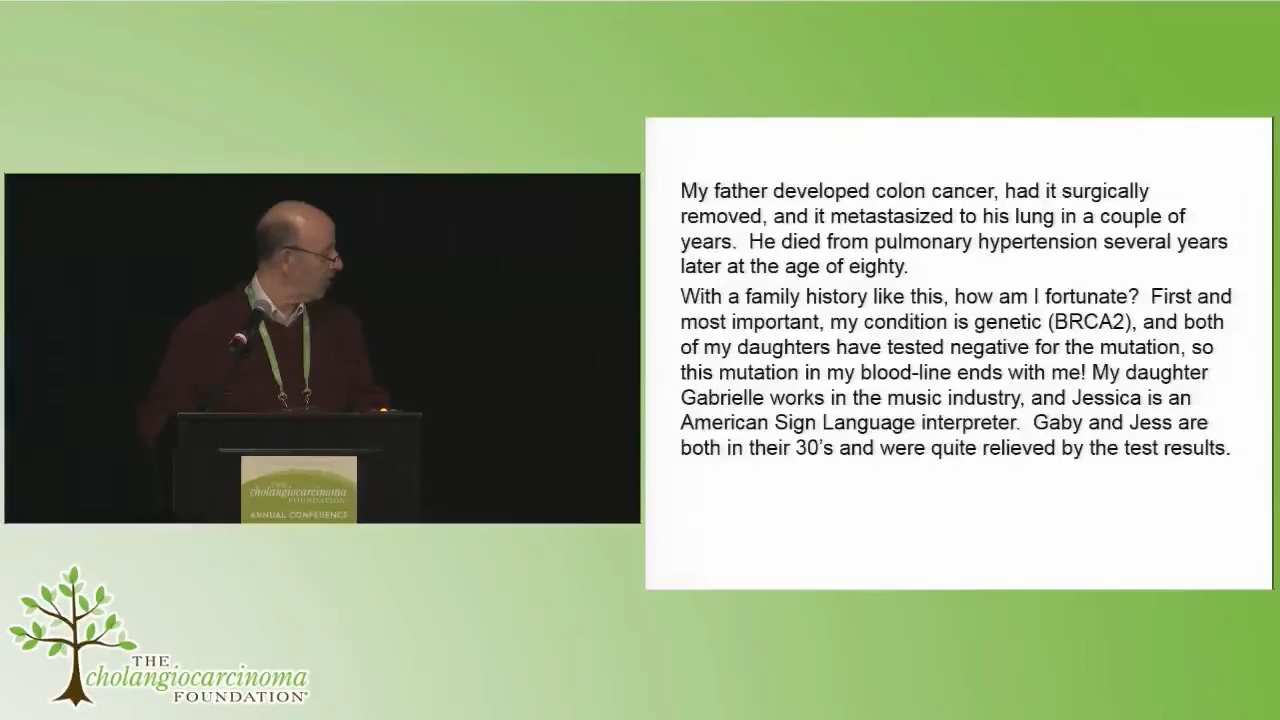 My father developed colon cancer, had it surgically
removed, and it metastasized to his lung in a couple of
years.  He died from pulmonary hypertension several years
later at the age of eighty.
With a family history like this, how am I fortunate?  First and
most important, my condition is genetic (BRCA2), and both
of my daughters have tested negative for the mutation, so
this mutation in my blood-line ends with me! My daughter
Gabrielle works in the music industry, and Jessica is an
American Sign Language interpreter.  Gaby and Jess are
both in their 30's and were quite relieved by the test results.
THE
cholangiocarcinoma
FOUNDATION
ANNUAL CONFERENCE
THE
cholangiocarcinoma
FOUNDATION®